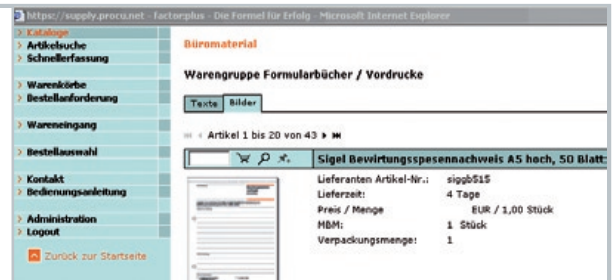 https://supply.procu.net - factor:plus - Die Formel für Erfolg - Microsoft Internet Explorer
> Kataloge
> Artikelsuche
> Schnellerfassung
> Warenkörbe
> Bestellanforderung
> Wareneingang
> Bestellauswahl
> Kontakt
> Bedienungsanleitung
> Administration
> Logout
Zurück zur Startseite
Büromaterial
Warengruppe Formularbücher / Vordrucke
Texte Bilder
Artikel 1 bis 20 von 43
Sigel Bewirtungsspesennachweis A5 hoch, 50 Blatt
Lieferanten Artikel-Nr.: siggb515
Lieferzeit: 4 Tage
Preis / Menge EUR / 1,00 Stück
MBM: 1 Stück
Verpackungsmenge: 1